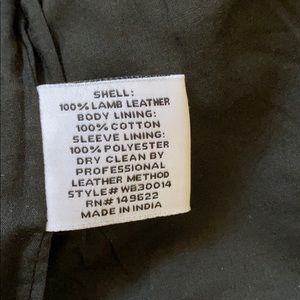 SHELL:
100% LAMB LEATHER
BODY LINING:
100% COTTON
SLEEVE LINING:
100% POLYESTER
DRY CLEAN BY
PROFESSIONAL
LEATHER METHOD
STYLE# WB30014
RN# 149622
MADE IN INDIA